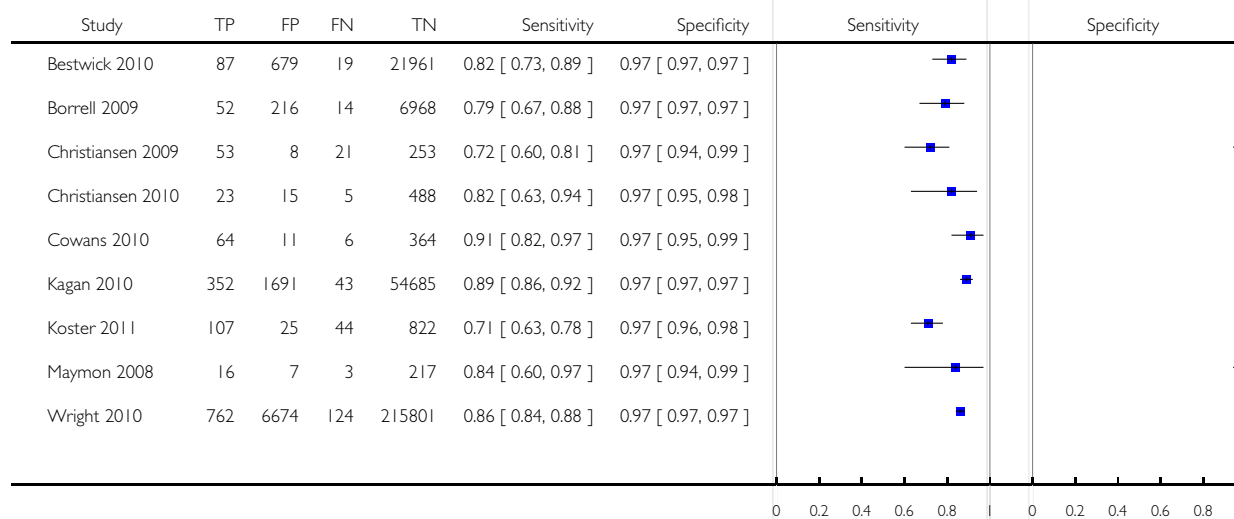 Study TP FP FN TN Sensitivity Specificity Sensitivity Specificity
Bestwick 2010 87 679 19 21961 0.82 [ 0.73, 0.89 ] 0.97 [ 0.97, 0.97 ]
Borrell 2009 52 216 14 6968 0.79 [ 0.67, 0.88 ] 0.97 [ 0.97, 0.97 ]
Christiansen 2009 53 8 21 253 0.72 [ 0.60, 0.81 ] 0.97 [ 0.94, 0.99 ]
Christiansen 2010 23 15 5 488 0.82 [ 0.63, 0.94 ] 0.97 [ 0.95, 0.98 ]
Cowans 2010 64 11 6 364 0.91 [ 0.82, 0.97 ] 0.97 [ 0.95, 0.99 ]
Kagan 2010 352 1691 43 54685 0.89 [ 0.86, 0.92 ] 0.97 [ 0.97, 0.97 ]
Koster 2011 107 25 44 822 0.71 [ 0.63, 0.78 ] 0.97 [ 0.96, 0.98 ]
Maymon 2008 16 7 3 217 0.84 [ 0.60, 0.97 ] 0.97 [ 0.94, 0.99 ]
Wright 2010 762 6674 124 215801 0.86 [ 0.84, 0.88 ] 0.97 [ 0.97, 0.97 ]
0 0.2 0.4 0.6 0.8 1 0 0.2 0.4 0.6 0.8